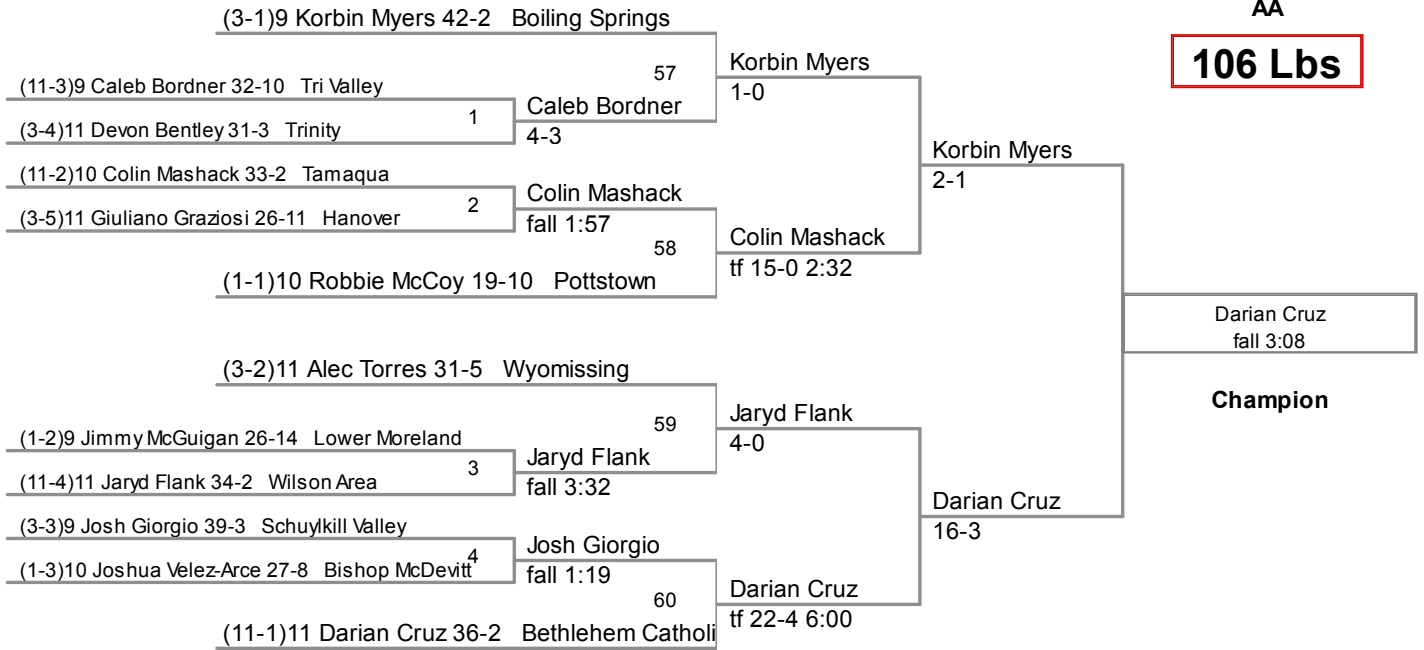 AA
106 Lbs
(3-1)9 Korbin Myers 42-2 Boiling Springs
57
Korbin Myers
1-0
(11-3)9 Caleb Bordner 32-10 Tri Valley
1
Caleb Bordner
4-3
(3-4)11 Devon Bentley 31-3 Trinity
Korbin Myers
2-1
(11-2)10 Colin Mashack 33-2 Tamaqua
2
Colin Mashack
fall 1:57
(3-5)11 Giuliano Graziosi 26-11 Hanover
58
Colin Mashack
tf 15-0 2:32
(1-1)10 Robbie McCoy 19-10 Pottstown
Darian Cruz
fall 3:08
Champion
(3-2)11 Alec Torres 31-5 Wyomissing
59
Jaryd Flank
4-0
(1-2)9 Jimmy McGuigan 26-14 Lower Moreland
3
Jaryd Flank
fall 3:32
(11-4)11 Jaryd Flank 34-2 Wilson Area
Darian Cruz
16-3
(3-3)9 Josh Giorgio 39-3 Schuylkill Valley
4
Josh Giorgio
fall 1:19
(1-3)10 Joshua Velez-Arce 27-8 Bishop McDevitt
60
Darian Cruz
tf 22-4 6:00
(11-1)11 Darian Cruz 36-2 Bethlehem Catholi